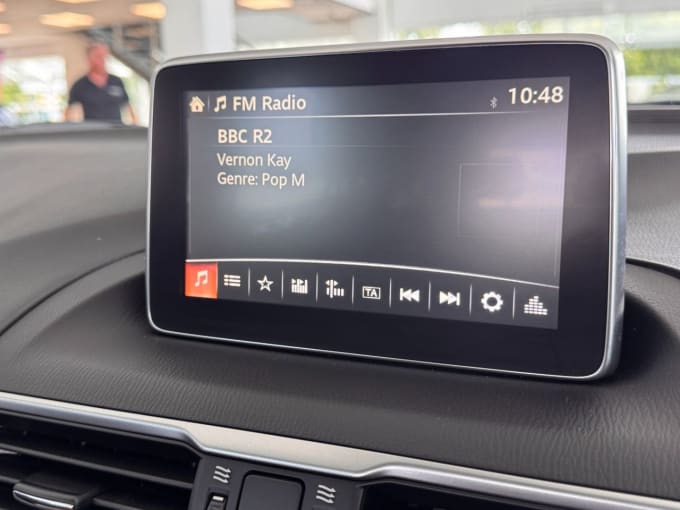 FM Radio
10:48
BBC R2
Vernon Kay
Genre: Pop M
TA